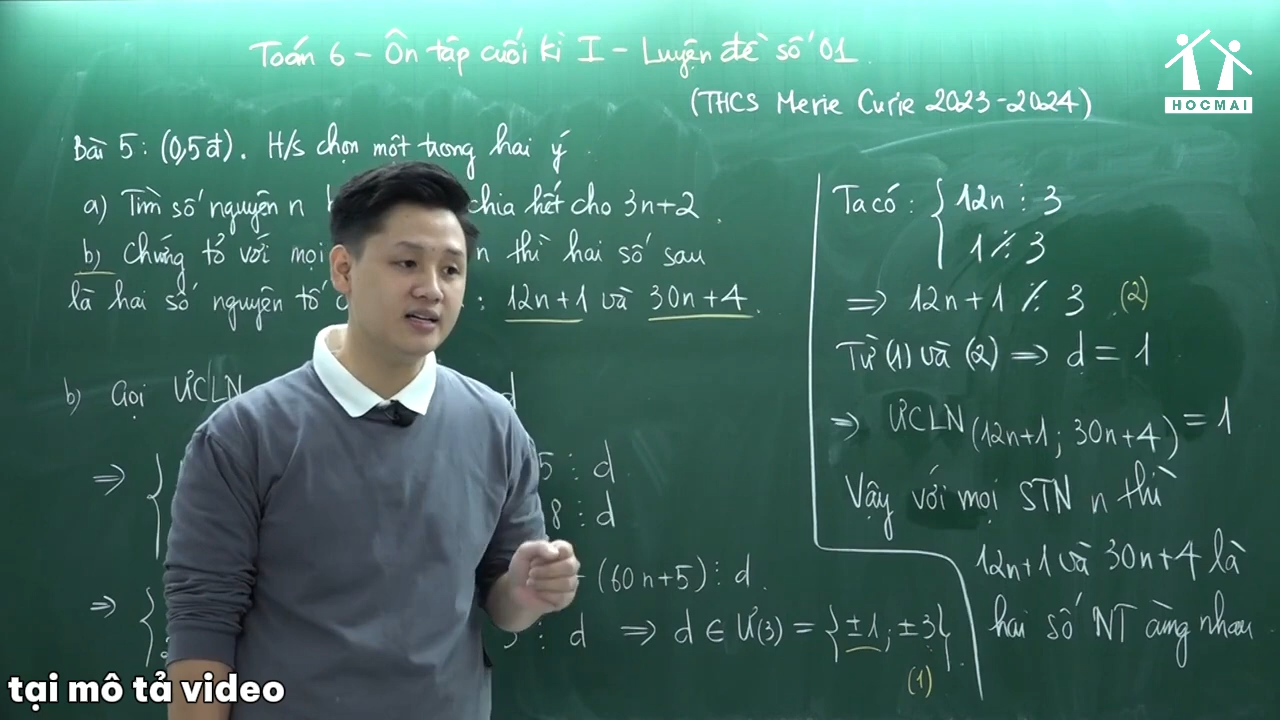 Toán 6 - Ôn tập cuối kì I - Luyện đề số 01
(THCS Merie Curie 2023-2024)
HOCMAI
Bài 5: (0,5đ). H/s chọn một trong hai ý
a) Tìm số nguyên n chia hết cho 3n+2.
b) Chứng tỏ với mọi n thì hai số sau
là hai số nguyên tố : 12n+1 và 30n+4.
b) Gọi ƯCLN d
=> { 5 ⋮ d
8 ⋮ d
- (60n+5) ⋮ d.
=> { 3 ⋮ d => d ∈ Ư(3) = {±1; ±3}
(1)
Ta có: { 12n ⋮ 3
1 ⋮̸ 3
=> 12n+1 ⋮̸ 3 (2)
Từ (1) và (2) => d = 1
=> ƯCLN(12n+1; 30n+4) = 1
Vậy với mọi STN n thì
12n+1 và 30n+4 là
hai số NT cùng nhau
tại mô tả video